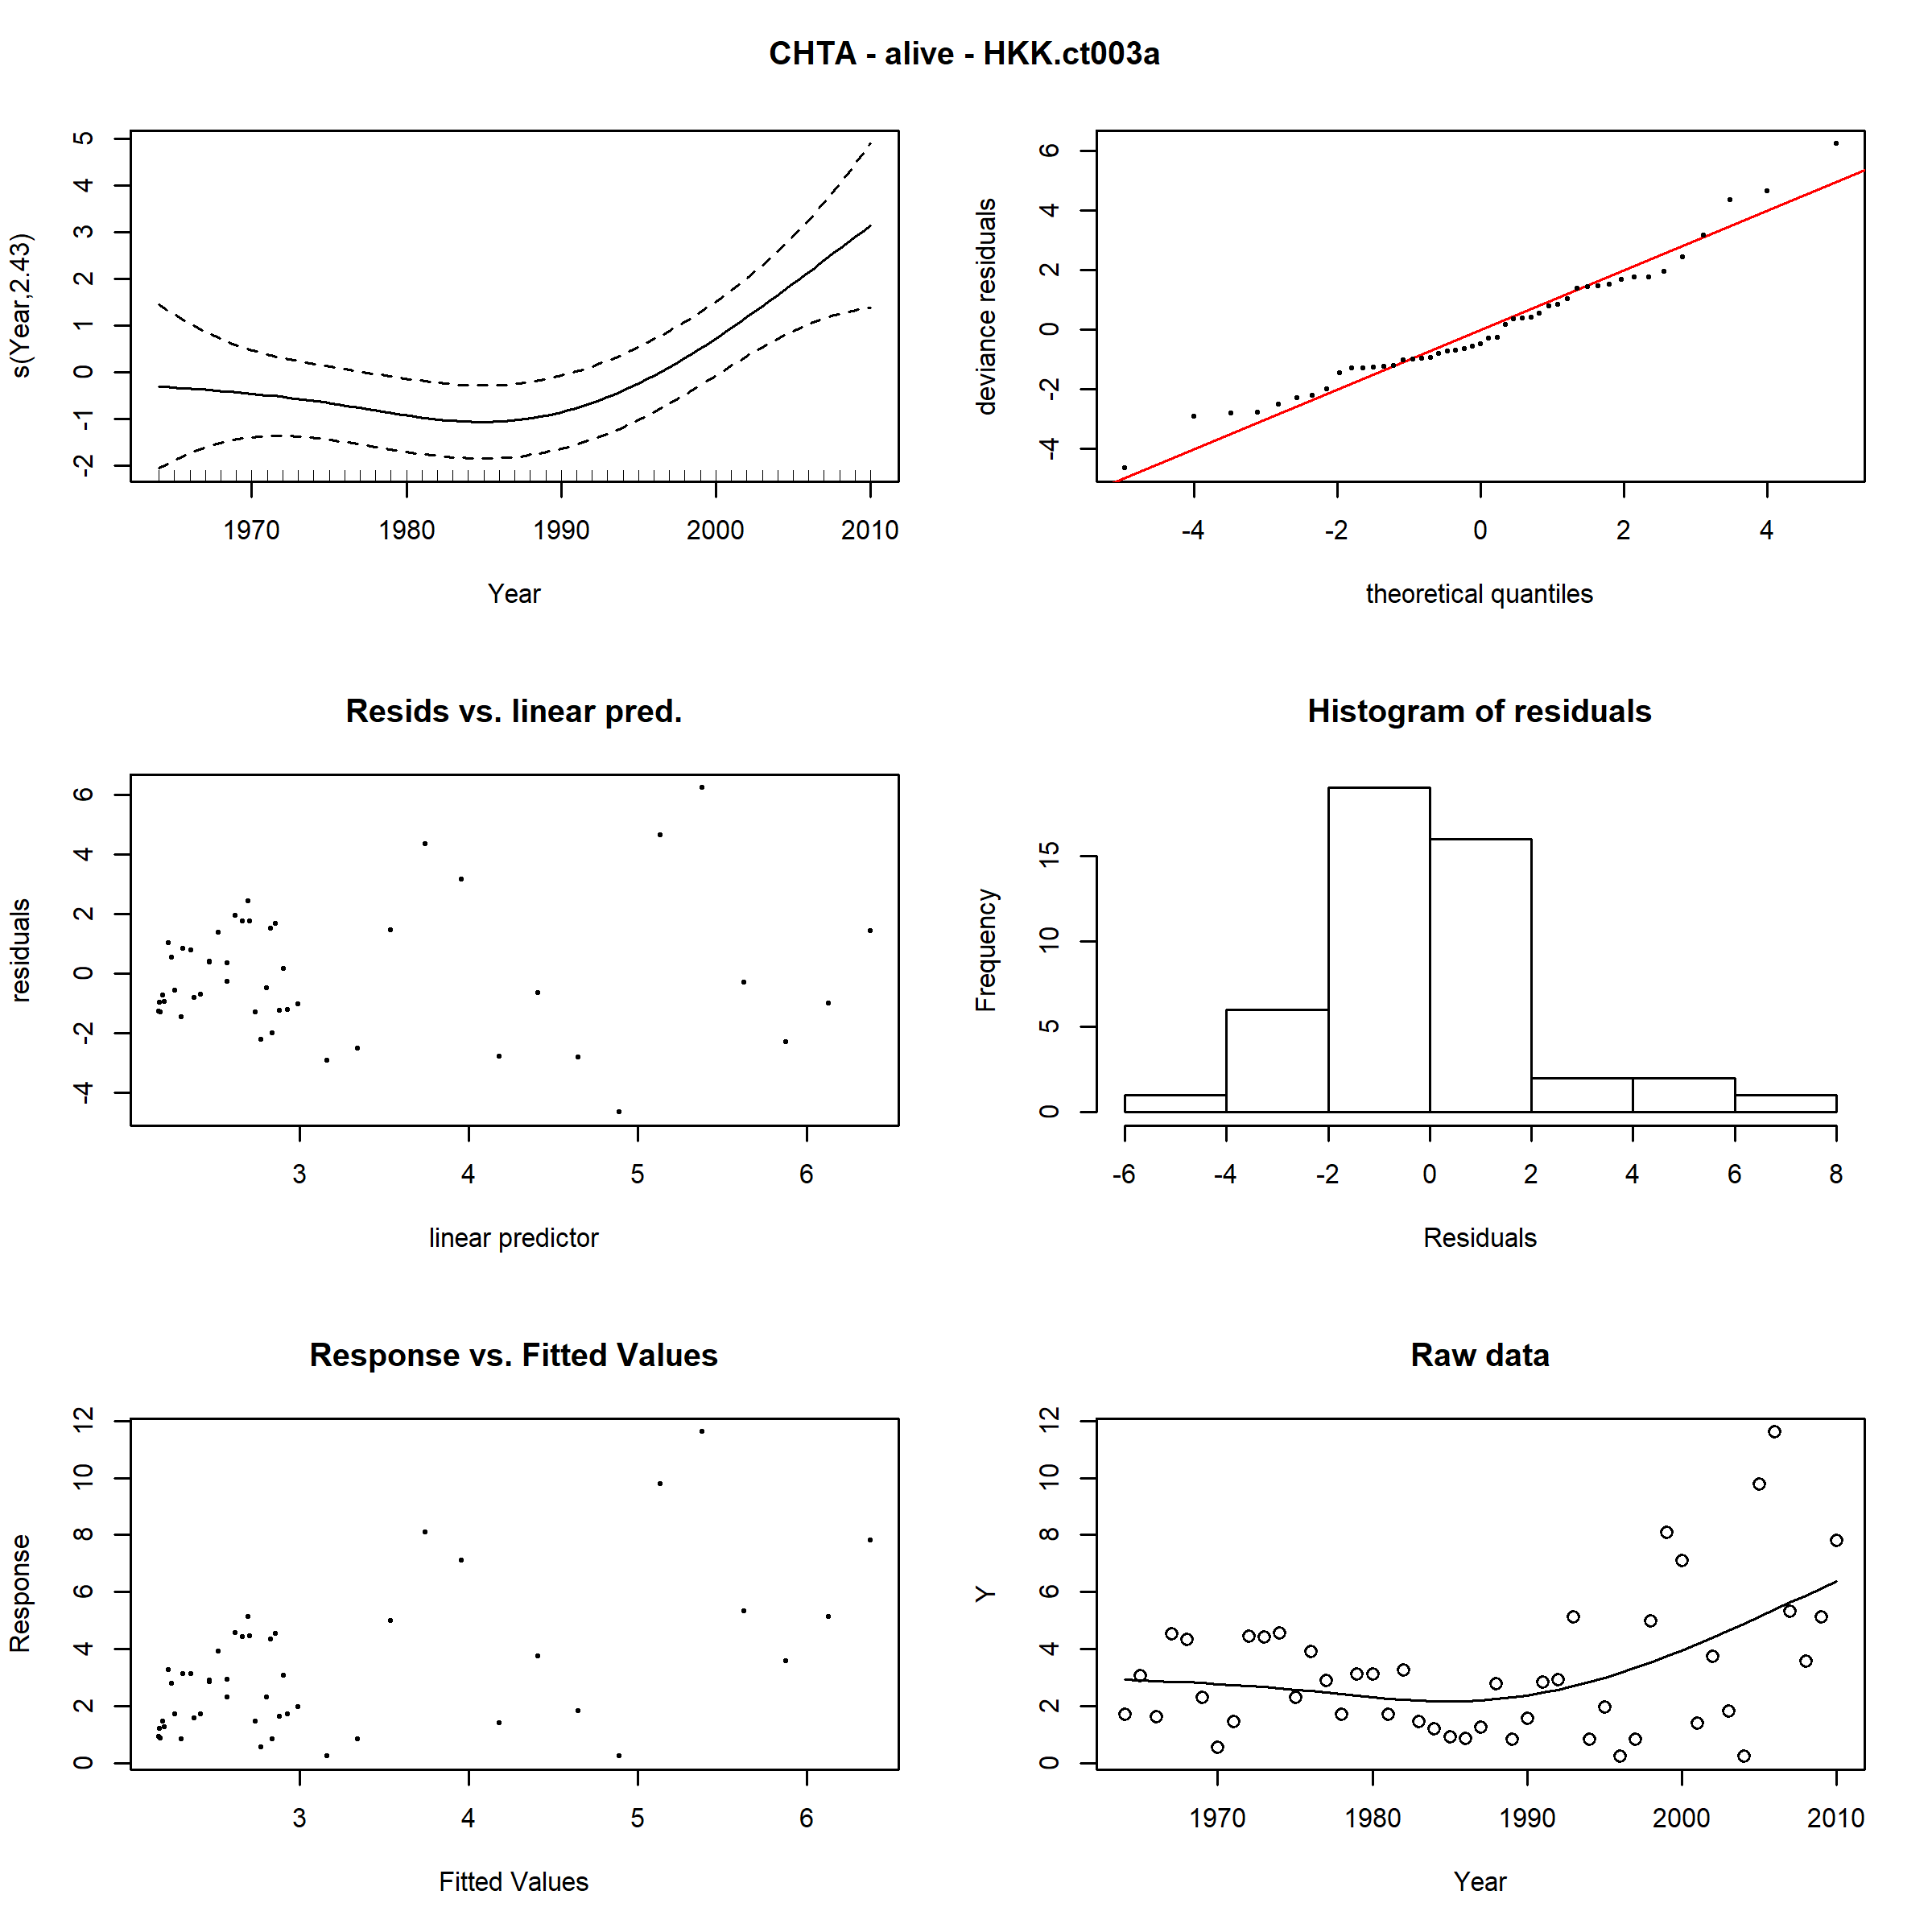 CHTA - alive - HKK.ct003a
s(Year,2.43)
5
4
3
2
1
0
-1
-2
1970 1980 1990 2000 2010
Year
deviance residuals
6
4
2
0
-2
-4
-4 -2 0 2 4
theoretical quantiles
Resids vs. linear pred.
residuals
6
4
2
0
-2
-4
3 4 5 6
linear predictor
Histogram of residuals
Frequency
15
10
5
0
-6 -4 -2 0 2 4 6 8
Residuals
Response vs. Fitted Values
Response
12
10
8
6
4
2
0
3 4 5 6
Fitted Values
Raw data
Y
12
10
8
6
4
2
0
1970 1980 1990 2000 2010
Year